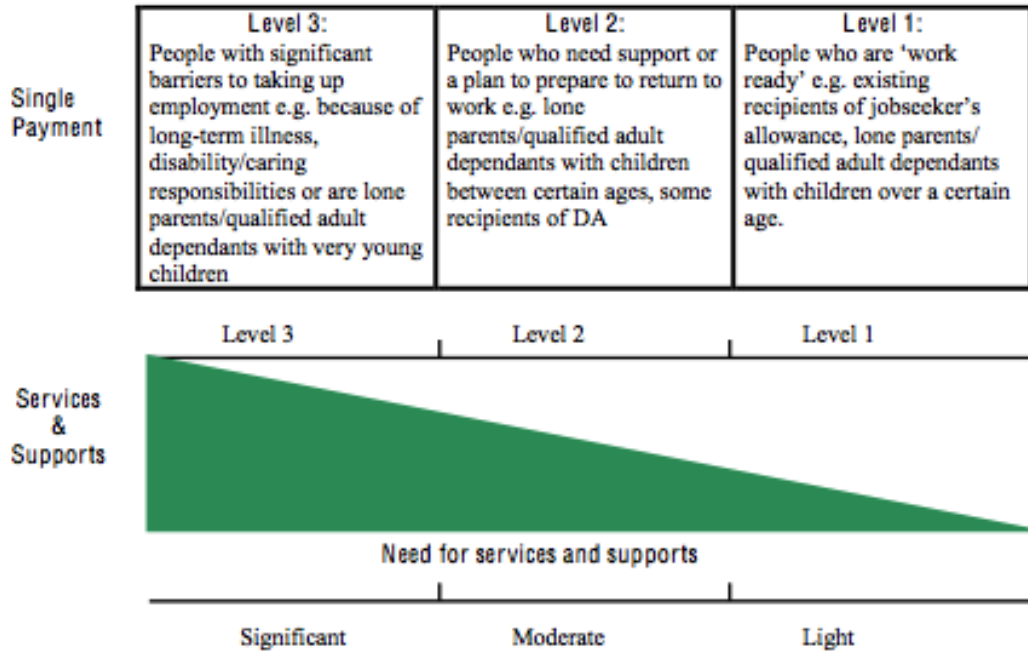 Single
Payment
Level 3:
People with significant
barriers to taking up
employment e.g. because of
long-term illness,
disability/caring
responsibilities or are lone
parents/qualified adult
dependants with very young
children
Level 2:
People who need support or
a plan to prepare to return to
work e.g. lone
parents/qualified adult
dependants with children
between certain ages, some
recipients of DA
Level 1:
People who are ‘work
ready’ e.g. existing
recipients of jobseeker’s
allowance, lone parents/
qualified adult dependants
with children over a certain
age.
Level 3
Level 2
Level 1
Services
&
Supports
Need for services and supports
Significant
Moderate
Light